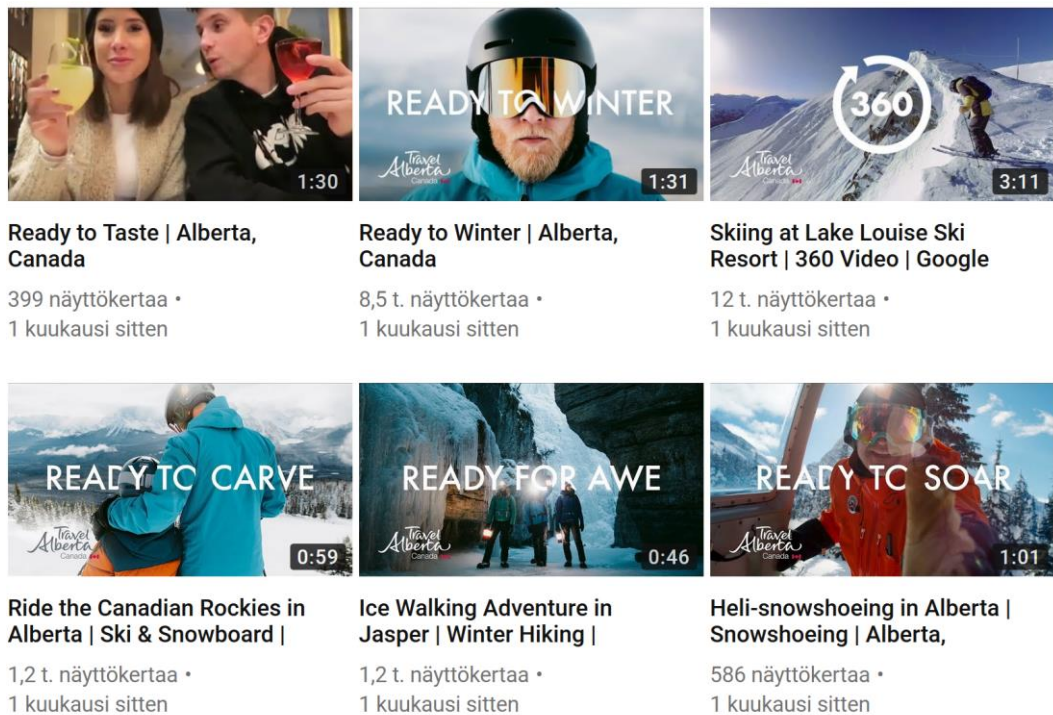 1:30
READY TO WINTER
Travel
Alberta
Canada
1:31
360
Travel
Alberta
Canada
3:11
Ready to Taste | Alberta,
Canada
399 näyttökertaa •
1 kuukausi sitten
Ready to Winter | Alberta,
Canada
8,5 t. näyttökertaa •
1 kuukausi sitten
Skiing at Lake Louise Ski
Resort | 360 Video | Google
12 t. näyttökertaa •
1 kuukausi sitten
READY TO CARVE
Travel
Alberta
Canada
0:59
READY FOR AWE
Travel
Alberta
Canada
0:46
READY TO SOAR
Travel
Alberta
Canada
1:01
Ride the Canadian Rockies in
Alberta | Ski & Snowboard |
1,2 t. näyttökertaa •
1 kuukausi sitten
Ice Walking Adventure in
Jasper | Winter Hiking |
1,2 t. näyttökertaa •
1 kuukausi sitten
Heli-snowshoeing in Alberta |
Snowshoeing | Alberta,
586 näyttökertaa •
1 kuukausi sitten